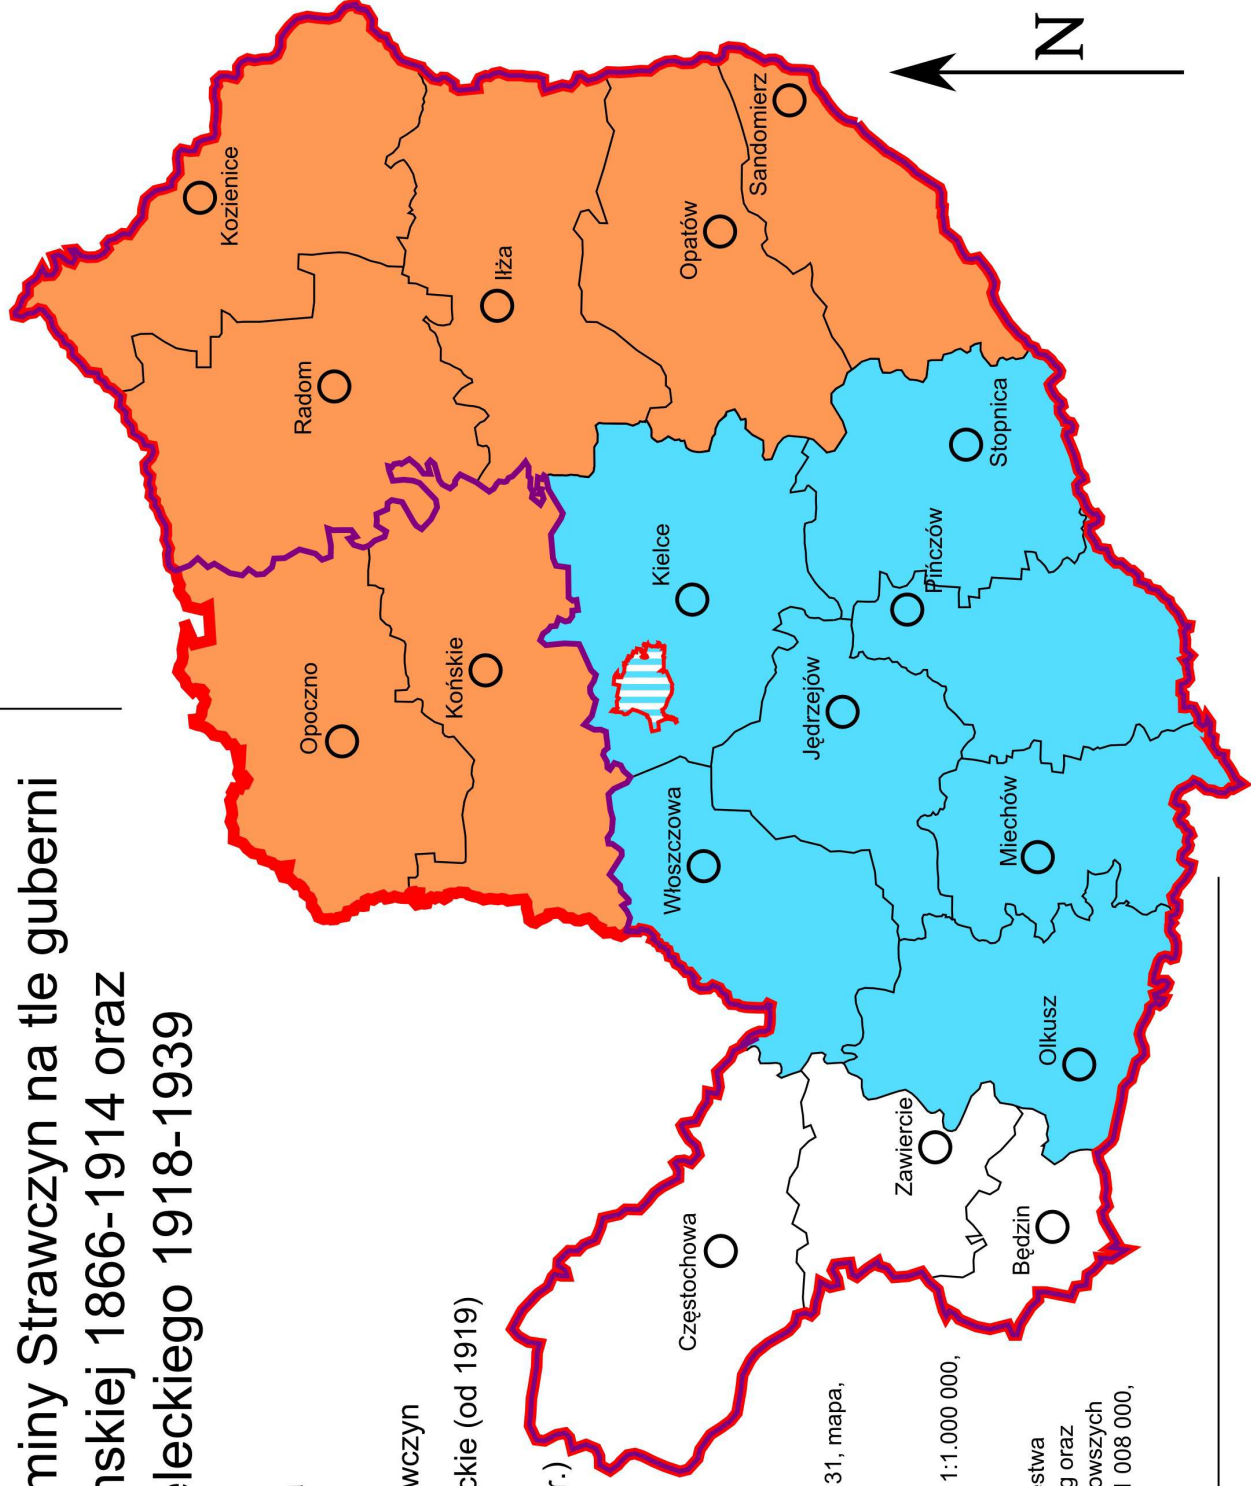 miny Strawczyn na tle guberni
nskiej 1866-1914 oraz
eleckiego 1918-1939
wczyn
ckie (od 1919)
r.)
31, mapa,
1:1.000 000,
stwa
g oraz
owszych
008 000,
N
Kozienice
Radom
Opoczno
Iłża
Końskie
Opatów
Sandomierz
Kielce
Włoszczowa
Częstochowa
Jędrzejów
Pińczów
Stopnica
Zawiercie
Miechów
Będzin
Olkusz